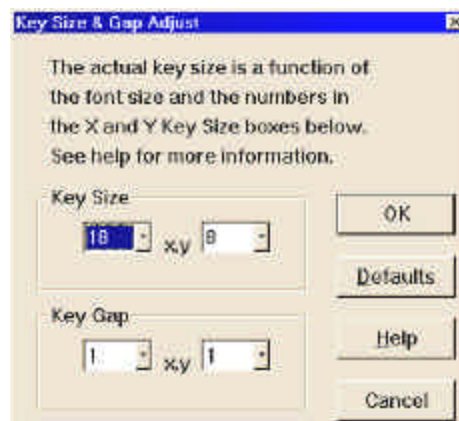 Key Size & Gap Adjust
The actual key size is a function of
the font size and the numbers in
the X and Y Key Size boxes below.
See help for more information.
Key Size
18 x,y 8
OK
Defaults
Key Gap
1 x,y 1
Help
Cancel